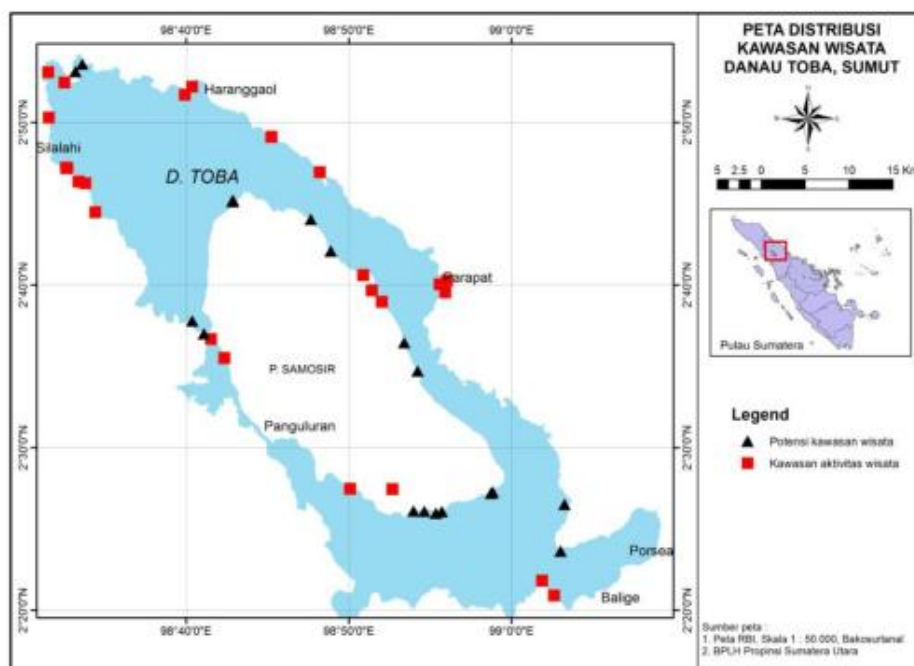 98°40'0"E 98°50'0"E 99°0'0"E
2°50'0"N 2°50'0"N
2°40'0"N 2°40'0"N
2°30'0"N 2°30'0"N
2°20'0"N 2°20'0"N
Haranggaol
Silalahi
D. TOBA
Parapat
P. SAMOSIR
Panguluran
Porsea
Balige
98°40'0"E 98°50'0"E 99°0'0"E
PETA DISTRIBUSI
KAWASAN WISATA
DANAU TOBA, SUMUT
N
W E
S
5 2.5 0 5 10 15 Km
Pulau Sumatera
Legend
Potensi kawasan wisata
Kawasan aktivitas wisata
Sumber peta :
1. Peta RBI, Skala 1 : 50.000, Bakosurtanal
2. BPLH Propinsi Sumatera Utara